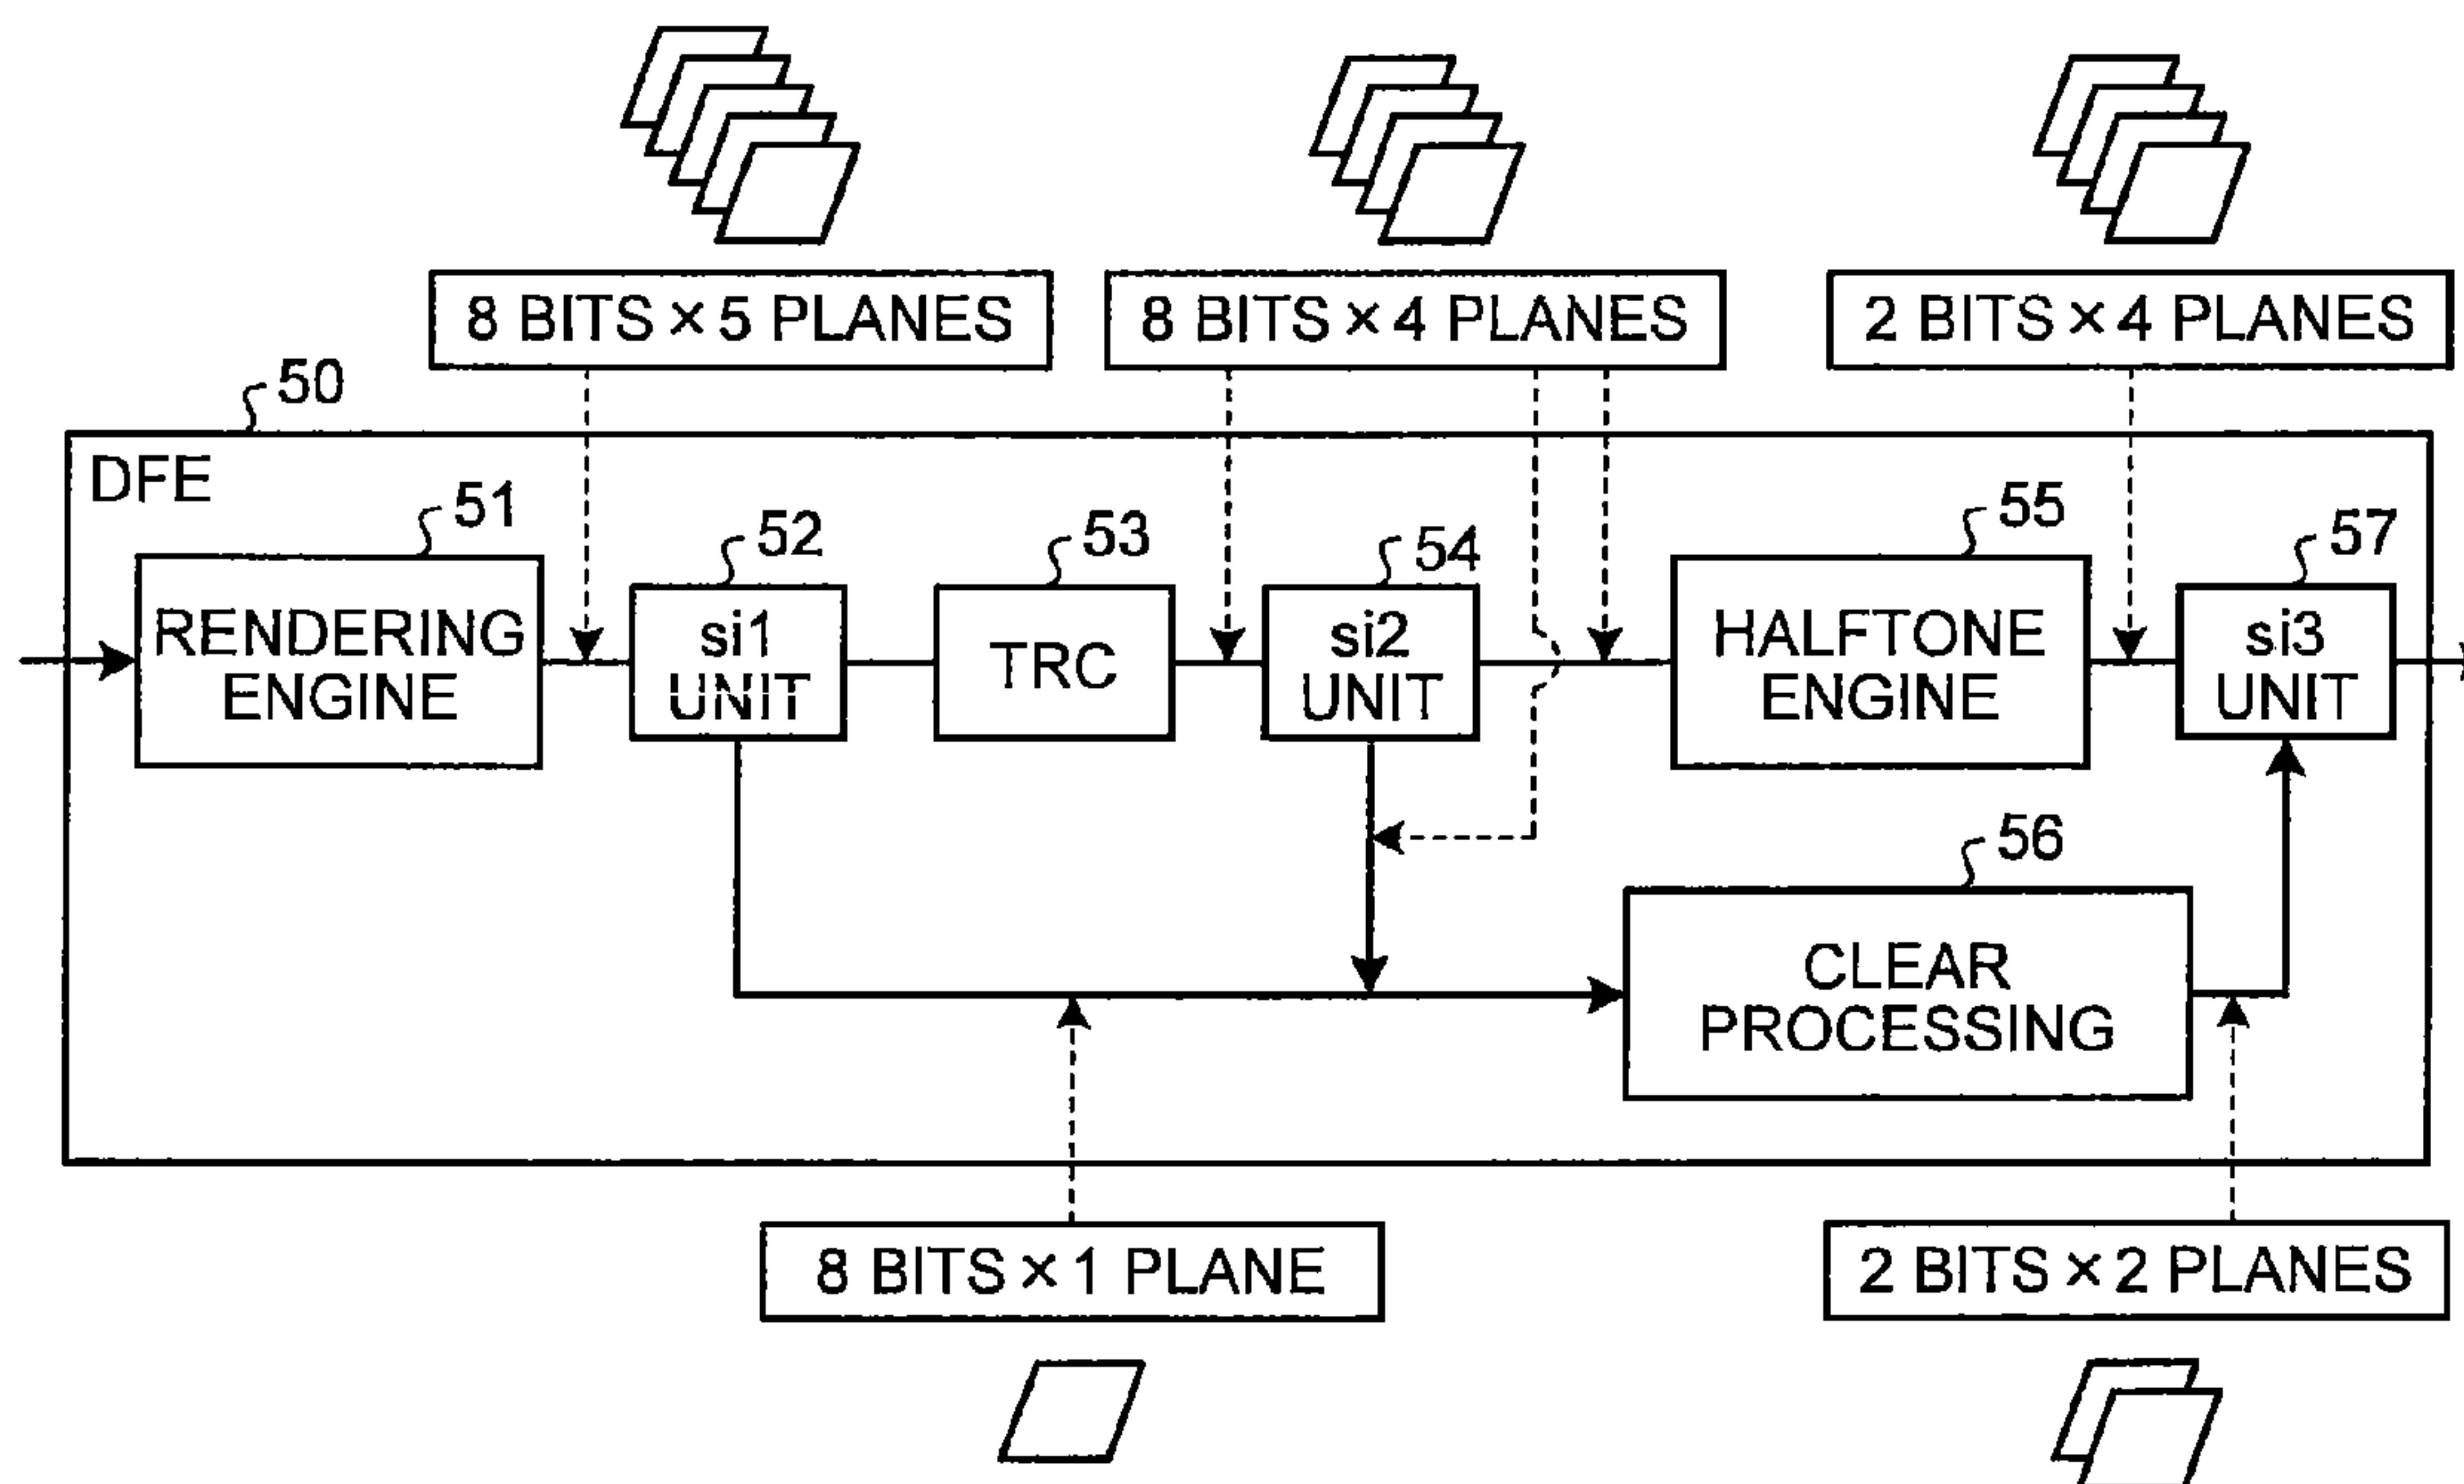 8 BITS × 5 PLANES
8 BITS × 4 PLANES
2 BITS × 4 PLANES
50
DFE
51
52
53
54
55
57
RENDERING
ENGINE
si1
UNIT
TRC
si2
UNIT
HALFTONE
ENGINE
si3
UNIT
56
CLEAR
PROCESSING
8 BITS × 1 PLANE
2 BITS × 2 PLANES